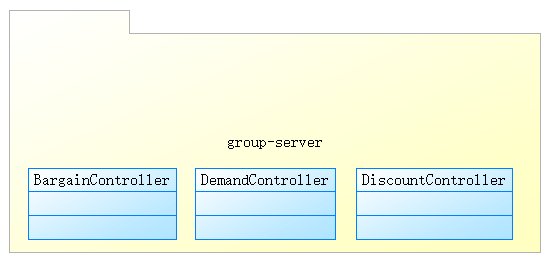 group-server
BargainController
DemandController
DiscountController